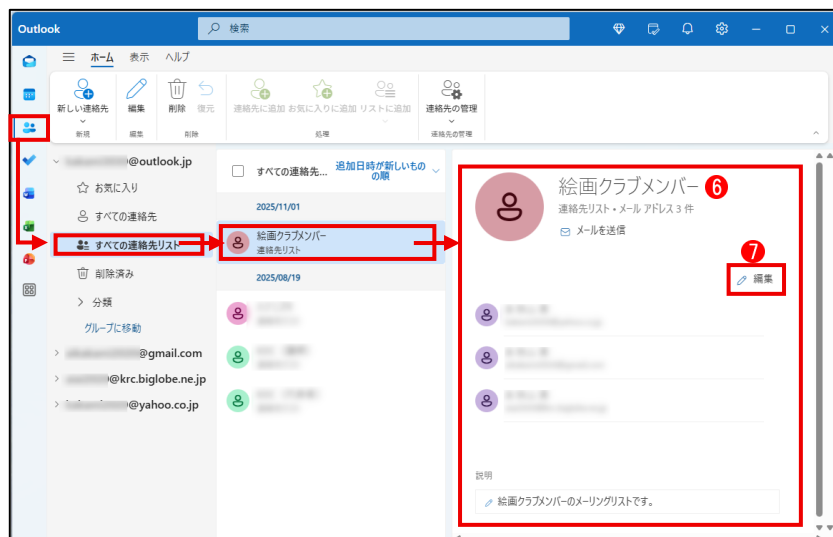 Outlook
検索
ホーム 表示 ヘルプ
新しい連絡先
編集
削除
復元
連絡先に追加
お気に入りに追加
リストに追加
連絡先の管理
新規
編集
削除
処理
連絡先の管理
@outlook.jp
お気に入り
すべての連絡先
すべての連絡先リスト
削除済み
分類
グループに移動
@gmail.com
@krc.biglobe.ne.jp
@yahoo.co.jp
すべての連絡先...
追加日時が新しいもの
の順
2025/11/01
絵画クラブメンバー
連絡先リスト
2025/08/19
絵画クラブメンバー 6
連絡先リスト・メール アドレス 3 件
メールを送信
7
編集
説明
絵画クラブメンバーのメーリングリストです。